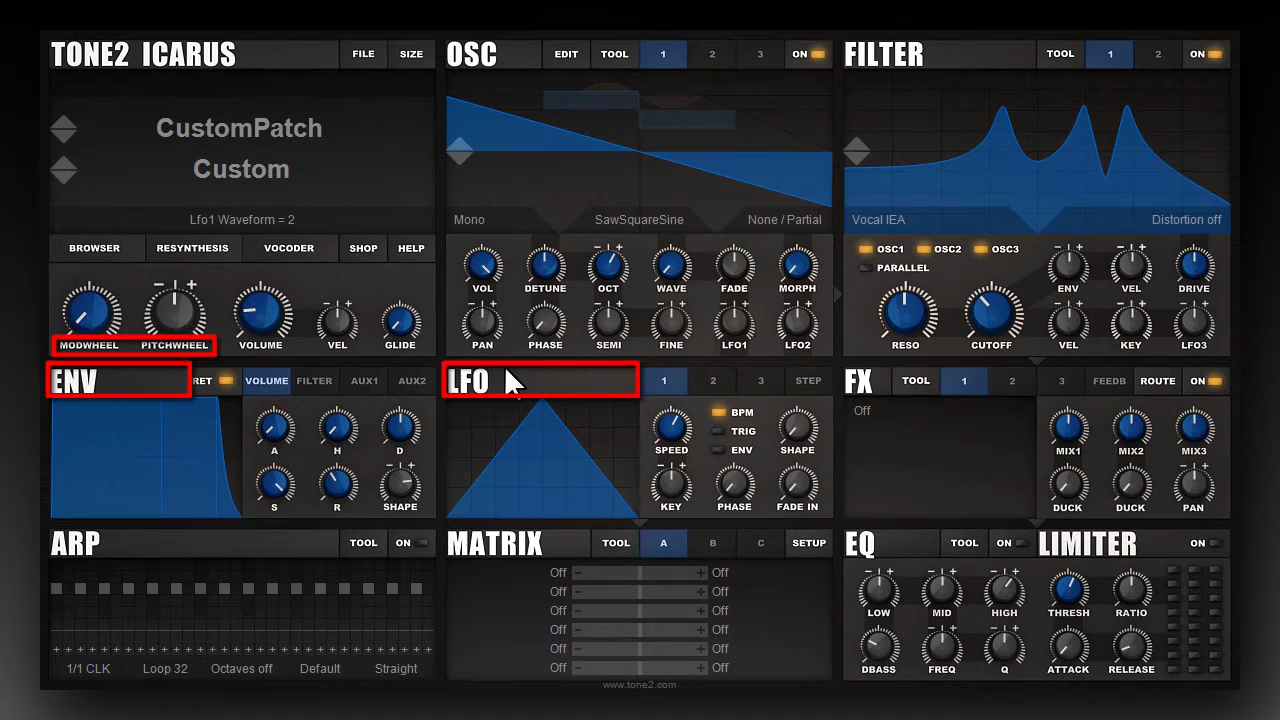 TONE2 ICARUS FILE SIZE
CustomPatch
Custom
Lfo1 Waveform = 2
BROWSER RESYNTHESIS VOCODER SHOP HELP
MODWHEEL PITCHWHEEL VOLUME VEL GLIDE
OSC EDIT TOOL 1 2 3 ON
Mono SawSquareSine None / Partial
VOL DETUNE OCT WAVE FADE MORPH
PAN PHASE SEMI FINE LFO1 LFO2
FILTER TOOL 1 2 ON
Vocal IEA Distortion off
OSC1 OSC2 OSC3
PARALLEL
ENV VEL DRIVE
RESO CUTOFF VEL KEY LFO3
ENV RET VOLUME FILTER AUX1 AUX2
A H D
S R SHAPE
LFO 1 2 3 STEP
BPM
TRIG
ENV
SPEED SHAPE
KEY PHASE FADE IN
FX TOOL 1 2 3 FEEDB ROUTE ON
Off
MIX1 MIX2 MIX3
DUCK DUCK PAN
ARP TOOL ON
1/1 CLK Loop 32 Octaves off Default Straight
MATRIX TOOL A B C SETUP
Off - + Off
Off - + Off
Off - + Off
Off - + Off
Off - + Off
Off - + Off
EQ TOOL ON LIMITER ON
LOW MID HIGH THRESH RATIO
DBASS FREQ Q ATTACK RELEASE
www.tone2.com